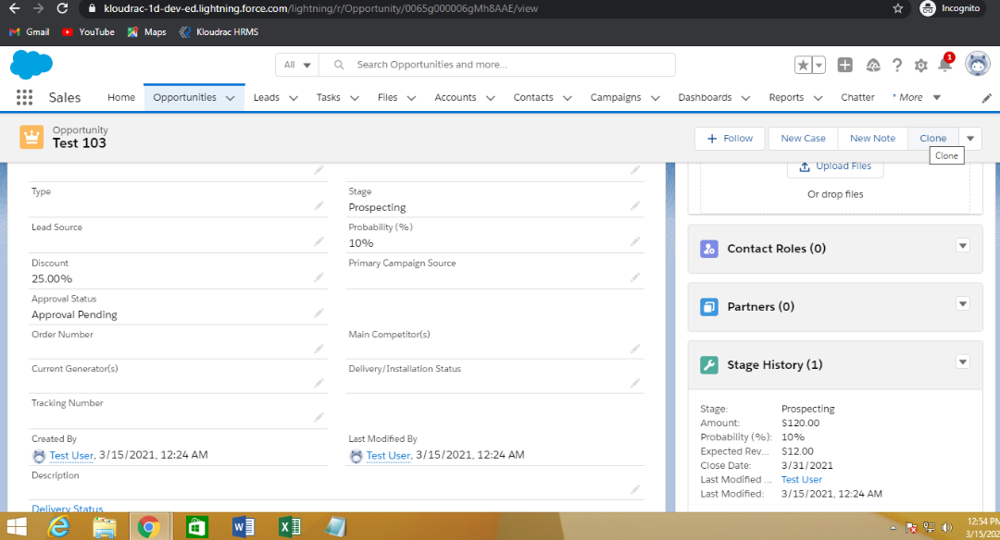 kloudrac-1d-dev-ed.lightning.force.com/lightning/r/Opportunity/0065g000006gMh8AAE/view
Incognito
Gmail YouTube Maps Kloudrac HRMS
All Search Opportunities and more...
1
Sales Home Opportunities Leads Tasks Files Accounts Contacts Campaigns Dashboards Reports Chatter * More
Opportunity
Test 103
+ Follow New Case New Note Clone
Clone
Upload Files
Or drop files
Type
Stage
Prospecting
Lead Source
Probability (%)
10%
Discount
25.00%
Primary Campaign Source
Approval Status
Approval Pending
Order Number
Main Competitor(s)
Current Generator(s)
Delivery/Installation Status
Tracking Number
Created By
Test User, 3/15/2021, 12:24 AM
Last Modified By
Test User, 3/15/2021, 12:24 AM
Description
Delivery Status
Contact Roles (0)
Partners (0)
Stage History (1)
Stage: Prospecting
Amount: $120.00
Probability (%): 10%
Expected Rev... $12.00
Close Date: 3/31/2021
Last Modified ... Test User
Last Modified: 3/15/2021, 12:24 AM
12:54 PM
3/15/202